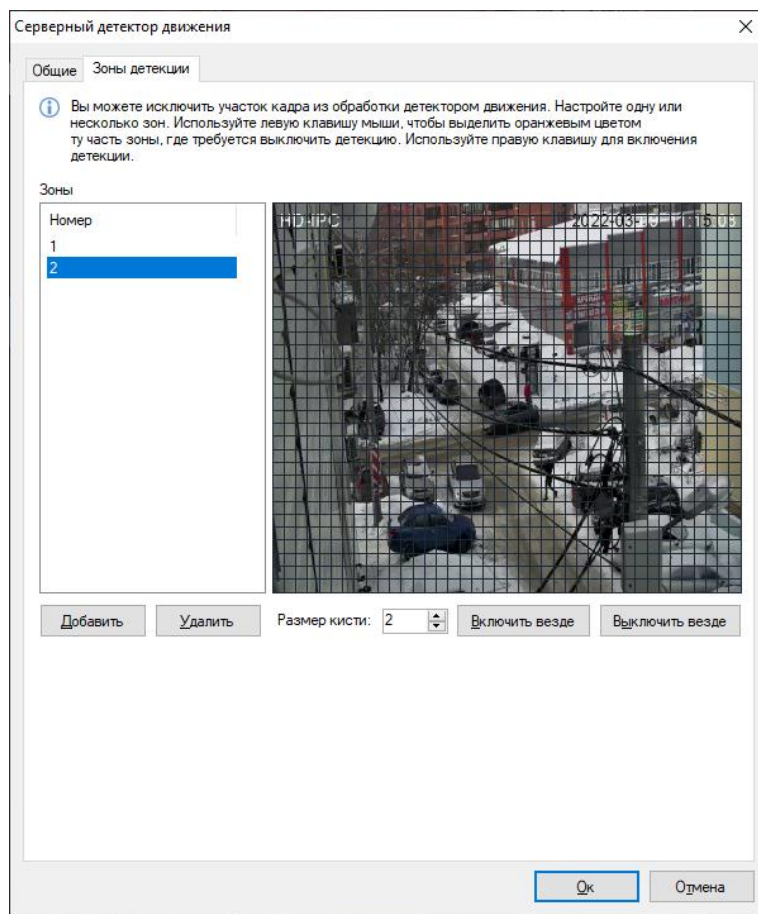 Серверный детектор движения
Общие
Зоны детекции
Вы можете исключить участок кадра из обработки детектором движения. Настройте одну или
несколько зон. Используйте левую клавишу мыши, чтобы выделить оранжевым цветом
ту часть зоны, где требуется выключить детекцию. Используйте правую клавишу для включения
детекции.
Зоны
Номер
1
2
HD-IPC
Добавить
Удалить
Размер кисти: 2
Включить везде
Выключить везде
Ок
Отмена